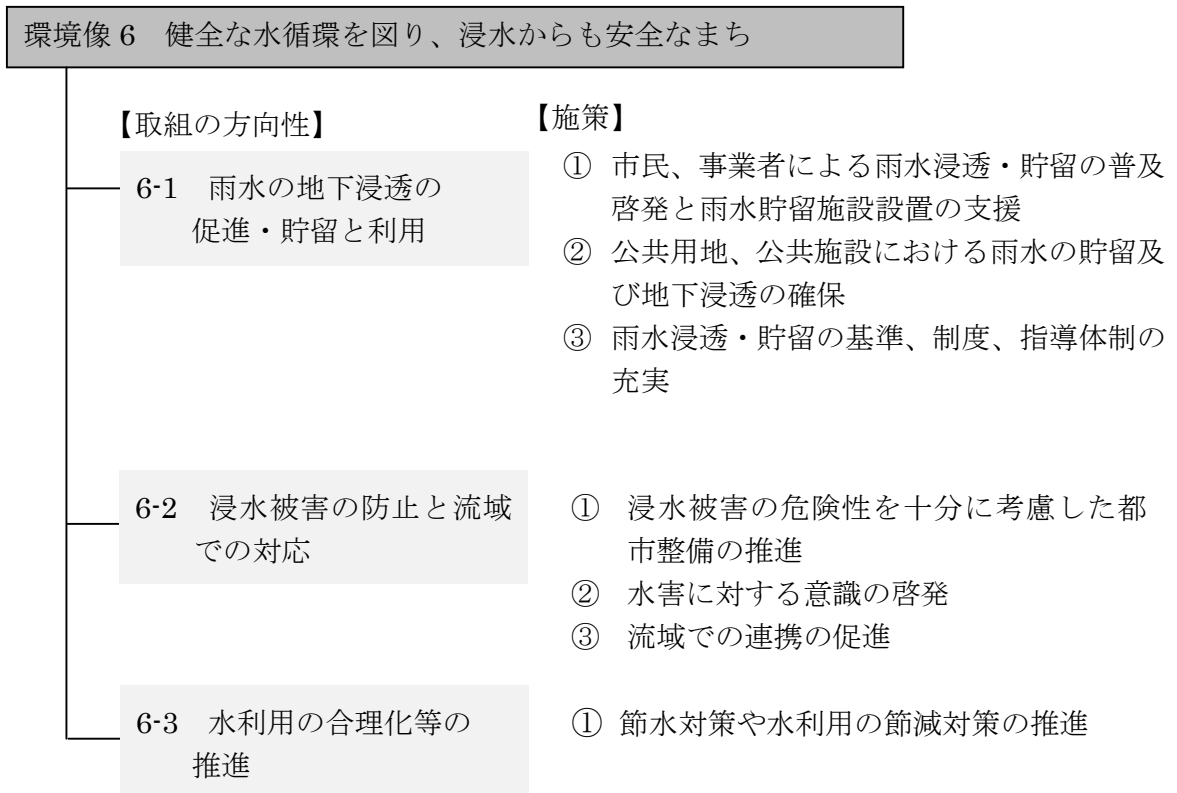 環境像 6　健全な水循環を図り、浸水からも安全なまち
【取組の方向性】
【施策】
6-1　雨水の地下浸透の
促進・貯留と利用
① 市民、事業者による雨水浸透・貯留の普及
啓発と雨水貯留施設設置の支援
② 公共用地、公共施設における雨水の貯留及
び地下浸透の確保
③ 雨水浸透・貯留の基準、制度、指導体制の
充実
6-2　浸水被害の防止と流域
での対応
①　浸水被害の危険性を十分に考慮した都
市整備の推進
②　水害に対する意識の啓発
③　流域での連携の促進
6-3　水利用の合理化等の
推進
① 節水対策や水利用の節減対策の推進